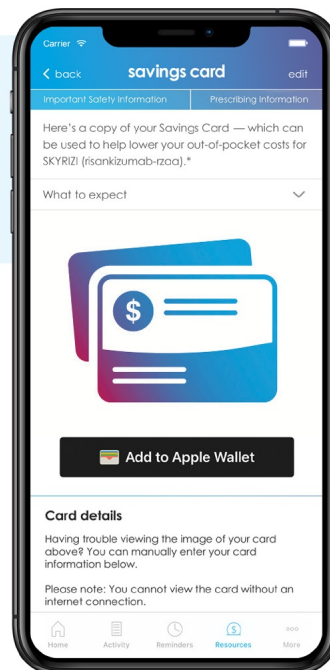 Carrier
back
savings card
edit
Important Safety Information
Prescribing Information
Here's a copy of your Savings Card — which can
be used to help lower your out-of-pocket costs for
SKYRIZI (risankizumab-rzaa).*
What to expect
$
Add to Apple Wallet
Card details
Having trouble viewing the image of your card
above? You can manually enter your card
information below.
Please note: You cannot view the card without an
internet connection.
$
Home
Activity
Reminders
Resources
More